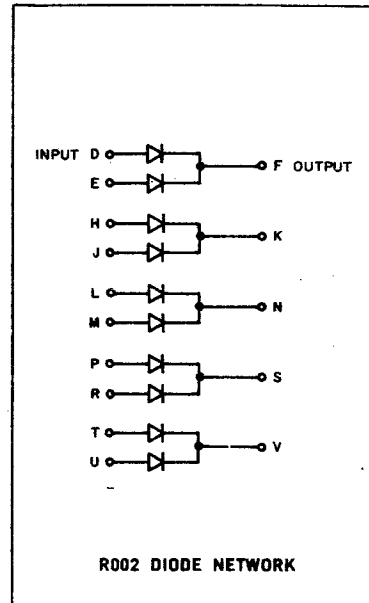 INPUT D F OUTPUT
E
H
K
J
L
N
M
P
S
R
T
V
U
R002 DIODE NETWORK